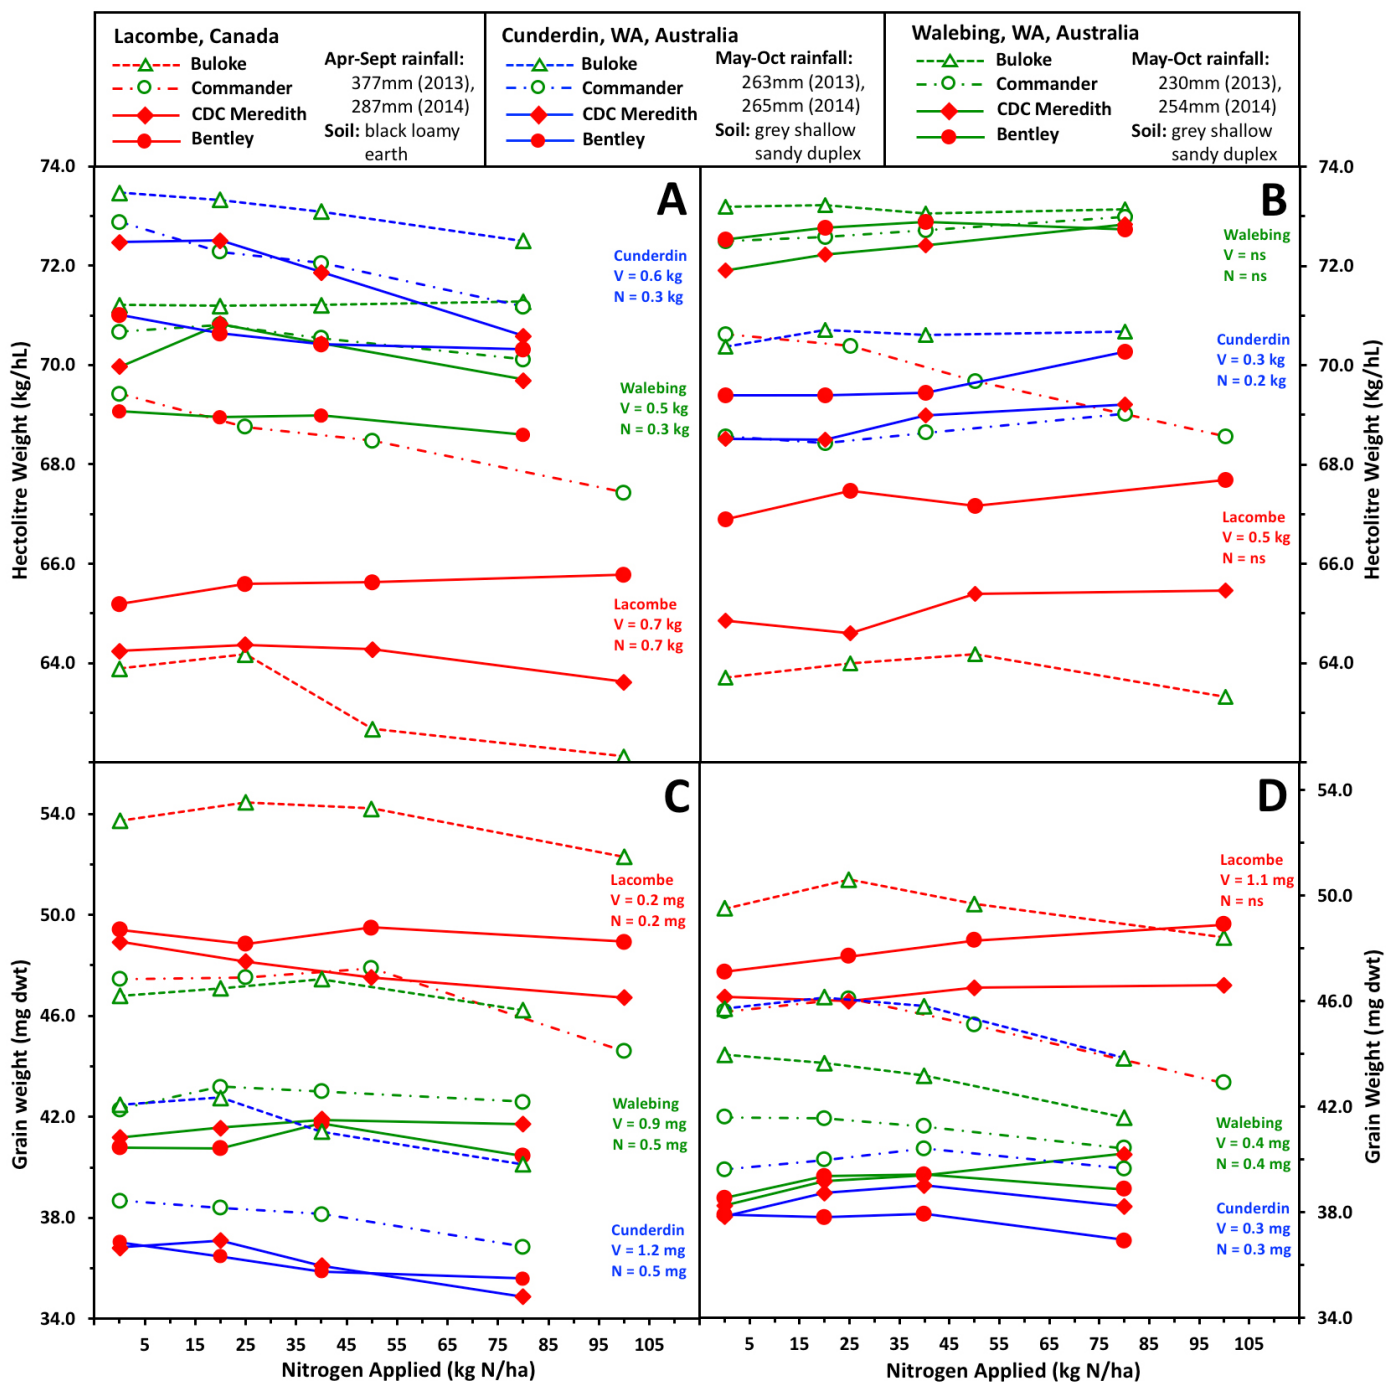 Lacombe, Canada
Buloke
Commander
CDC Meredith
Bentley
Apr-Sept rainfall:
377mm (2013),
287mm (2014)
Soil: black loamy
earth
Cunderdin, WA, Australia
Buloke
Commander
CDC Meredith
Bentley
May-Oct rainfall:
263mm (2013),
265mm (2014)
Soil: grey shallow
sandy duplex
Walebing, WA, Australia
Buloke
Commander
CDC Meredith
Bentley
May-Oct rainfall:
230mm (2013),
254mm (2014)
Soil: grey shallow
sandy duplex
Hectolitre Weight (kg/hL)
74.0
72.0
70.0
68.0
66.0
64.0
A
Cunderdin
V = 0.6 kg
N = 0.3 kg
Walebing
V = 0.5 kg
N = 0.3 kg
Lacombe
V = 0.7 kg
N = 0.7 kg
B
Walebing
V = ns
N = ns
Cunderdin
V = 0.3 kg
N = 0.2 kg
Lacombe
V = 0.5 kg
N = ns
74.0
72.0
70.0
68.0
66.0
64.0
Hectolitre Weight (Kg/hL)
Grain weight (mg dwt)
54.0
50.0
46.0
42.0
38.0
34.0
C
Lacombe
V = 0.2 mg
N = 0.2 mg
Walebing
V = 0.9 mg
N = 0.5 mg
Cunderdin
V = 1.2 mg
N = 0.5 mg
5 15 25 35 45 55 65 75 85 95 105
Nitrogen Applied (kg N/ha)
D
Lacombe
V = 1.1 mg
N = ns
Walebing
V = 0.4 mg
N = 0.4 mg
Cunderdin
V = 0.3 mg
N = 0.3 mg
54.0
50.0
46.0
42.0
38.0
34.0
Grain Weight (mg dwt)
5 15 25 35 45 55 65 75 85 95 105
Nitrogen Applied (kg N/ha)